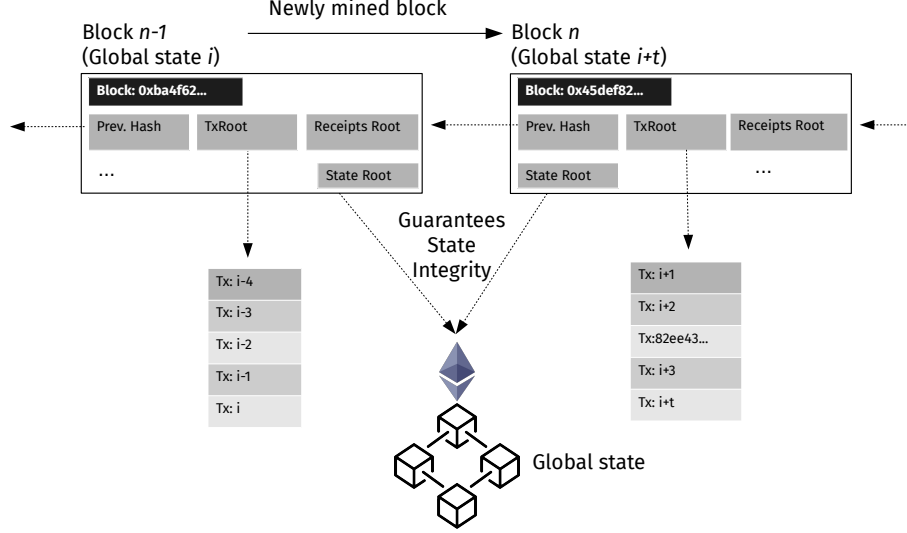 Newly mined block
Block n-1
(Global state i)
Block: 0xba4f62...
Prev. Hash
TxRoot
Receipts Root
...
State Root
Block n
(Global state i+t)
Block: 0x45def82...
Prev. Hash
TxRoot
Receipts Root
State Root
...
Guarantees
State
Integrity
Tx: i-4
Tx: i-3
Tx: i-2
Tx: i-1
Tx: i
Tx: i+1
Tx: i+2
Tx:82ee43...
Tx: i+3
Tx: i+t
Global state